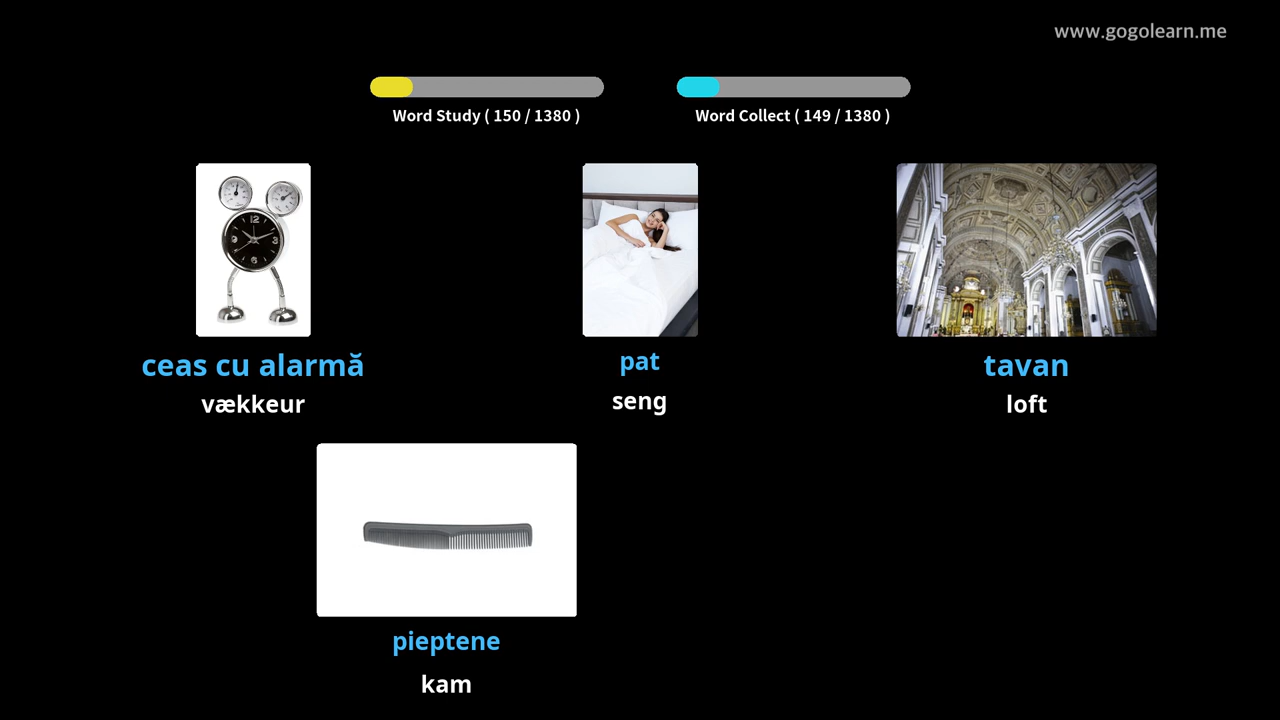 www.gogolearn.me
Word Study ( 150 / 1380 )
Word Collect ( 149 / 1380 )
ceas cu alarmă
vækkeur
pat
seng
tavan
loft
pieptene
kam